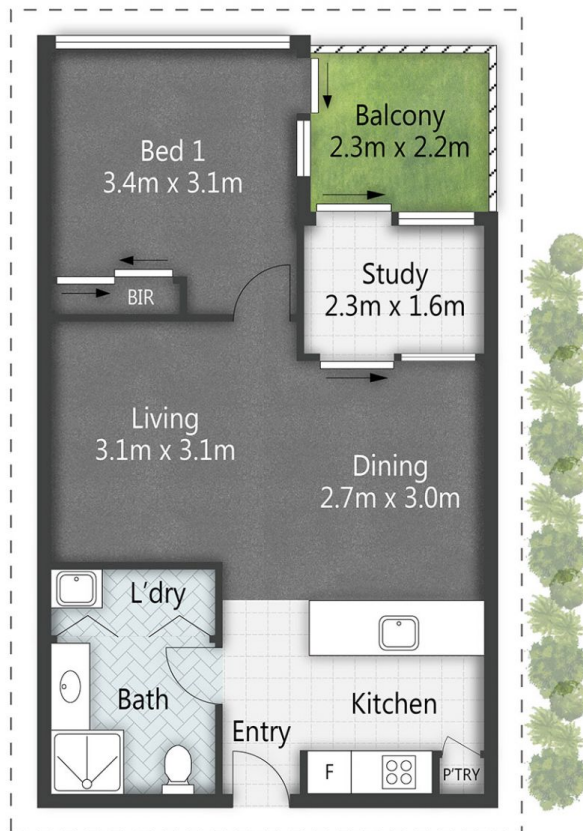 Balcony
2.3m x 2.2m
Bed 1
3.4m x 3.1m
BIR
Study
2.3m x 1.6m
Living
3.1m x 3.1m
Dining
2.7m x 3.0m
L'dry
Bath
Kitchen
Entry
F
P'TRY